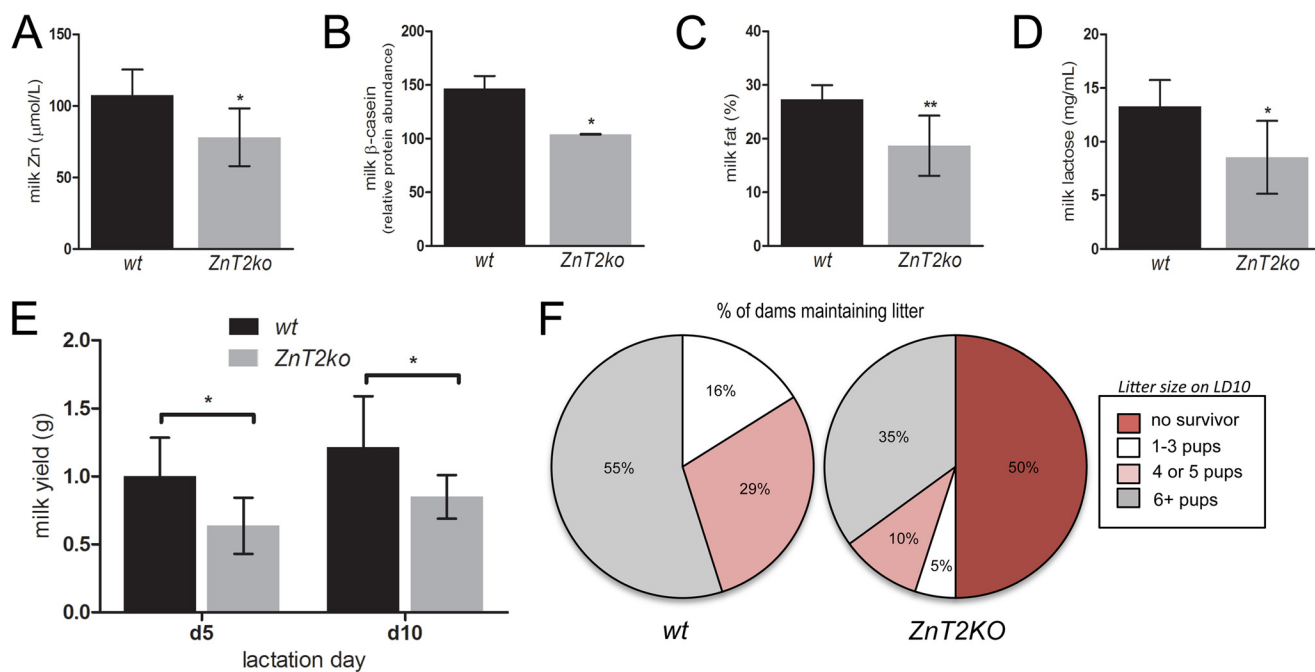 A
milk Zn (μmol/L)
150
100
50
0
*
wt
ZnT2ko
B
milk β-casein
(relative protein abundance)
200
150
100
50
0
*
wt
ZnT2ko
C
milk fat (%)
40
30
20
10
0
**
wt
ZnT2ko
D
milk lactose (mg/mL)
20
15
10
5
0
*
wt
ZnT2ko
E
wt
ZnT2ko
milk yield (g)
2.0
1.5
1.0
0.5
0.0
*
*
d5
d10
lactation day
F
% of dams maintaining litter
16%
55%
29%
wt
35%
50%
10%
5%
ZnT2KO
Litter size on LD10
no survivor
1-3 pups
4 or 5 pups
6+ pups